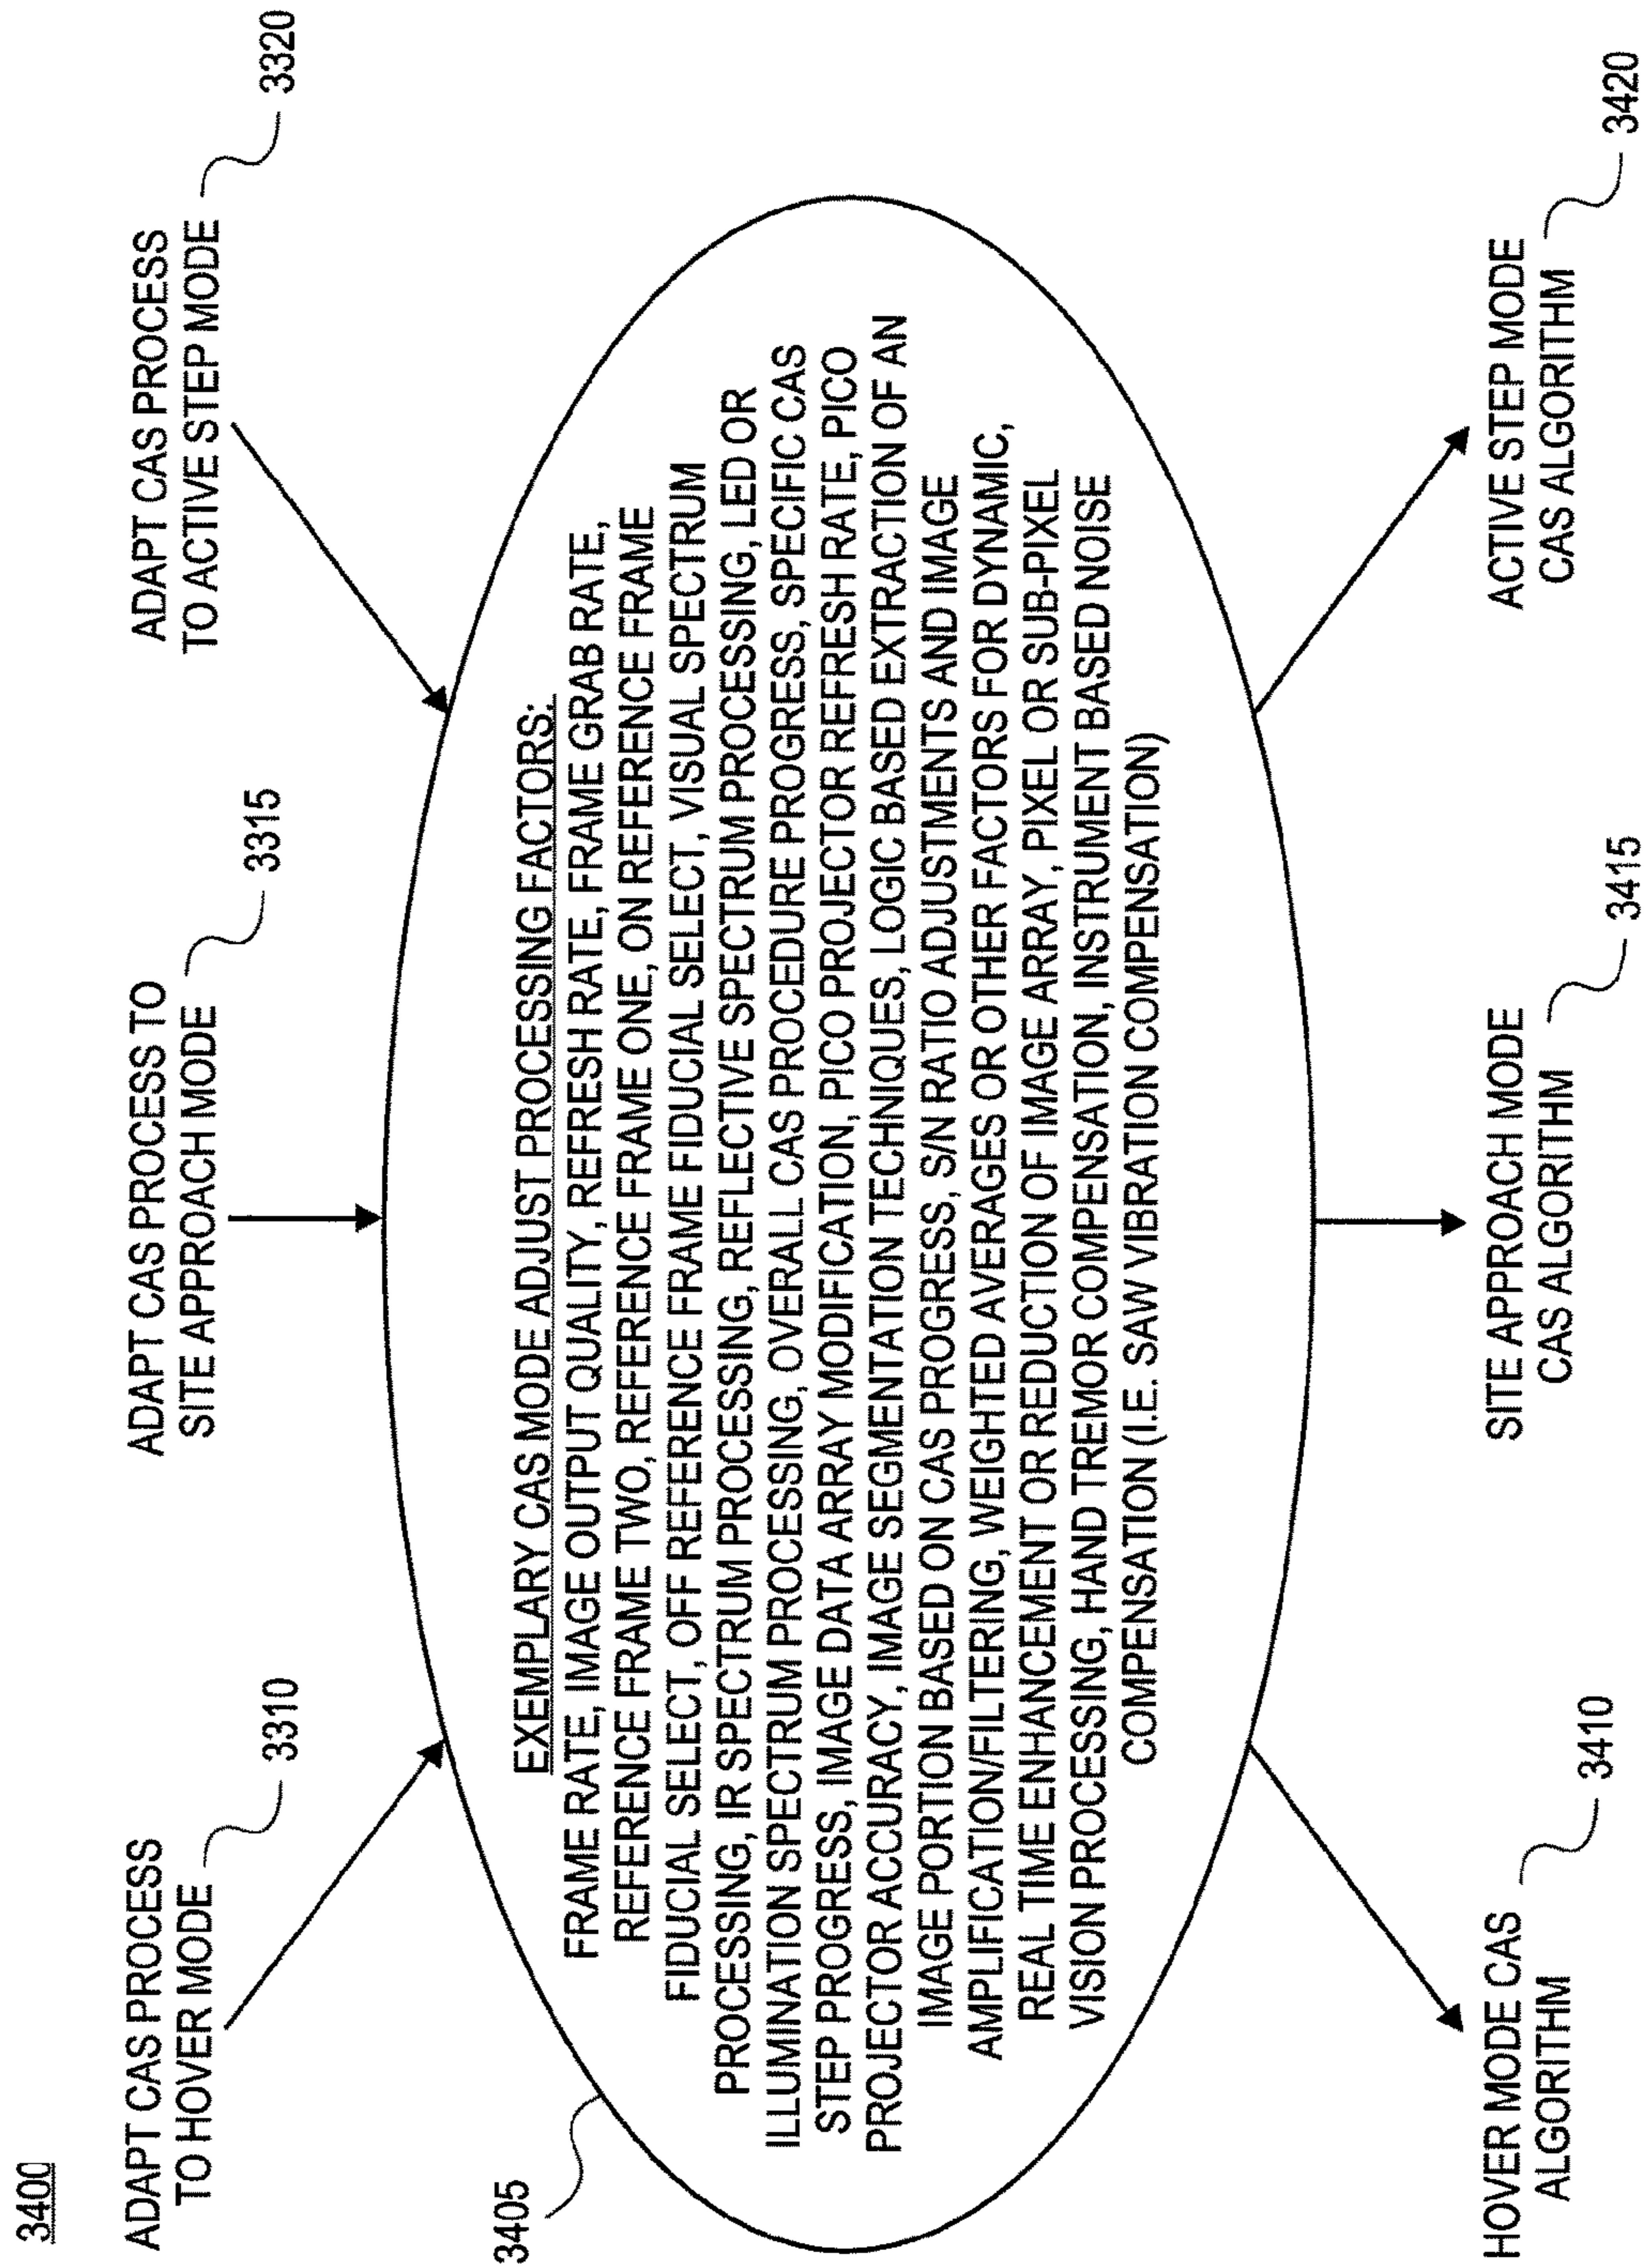 3400
ADAPT CAS PROCESS
TO HOVER MODE
3310
ADAPT CAS PROCESS TO
SITE APPROACH MODE
3315
ADAPT CAS PROCESS
TO ACTIVE STEP MODE
3320
3405
EXEMPLARY CAS MODE ADJUST PROCESSING FACTORS:
FRAME RATE, IMAGE OUTPUT QUALITY, REFRESH RATE, FRAME GRAB RATE,
REFERENCE FRAME TWO, REFERENCE FRAME ONE, ON REFERENCE FRAME
FIDUCIAL SELECT, OFF REFERENCE FRAME FIDUCIAL SELECT, VISUAL SPECTRUM
PROCESSING, IR SPECTRUM PROCESSING, REFLECTIVE SPECTRUM PROCESSING, LED OR
ILLUMINATION SPECTRUM PROCESSING, OVERALL CAS PROCEDURE PROGRESS, SPECIFIC CAS
STEP PROGRESS, IMAGE DATA ARRAY MODIFICATION, PICO PROJECTOR REFRESH RATE, PICO
PROJECTOR ACCURACY, IMAGE SEGMENTATION TECHNIQUES, LOGIC BASED EXTRACTION OF AN
IMAGE PORTION BASED ON CAS PROGRESS, S/N RATIO ADJUSTMENTS AND IMAGE
AMPLIFICATION/FILTERING, WEIGHTED AVERAGES OR OTHER FACTORS FOR DYNAMIC,
REAL TIME ENHANCEMENT OR REDUCTION OF IMAGE ARRAY, PIXEL OR SUB-PIXEL
VISION PROCESSING, HAND TREMOR COMPENSATION, INSTRUMENT BASED NOISE
COMPENSATION (I.E. SAW VIBRATION COMPENSATION)
HOVER MODE CAS
ALGORITHM
3410
SITE APPROACH MODE
CAS ALGORITHM
3415
ACTIVE STEP MODE
CAS ALGORITHM
3420